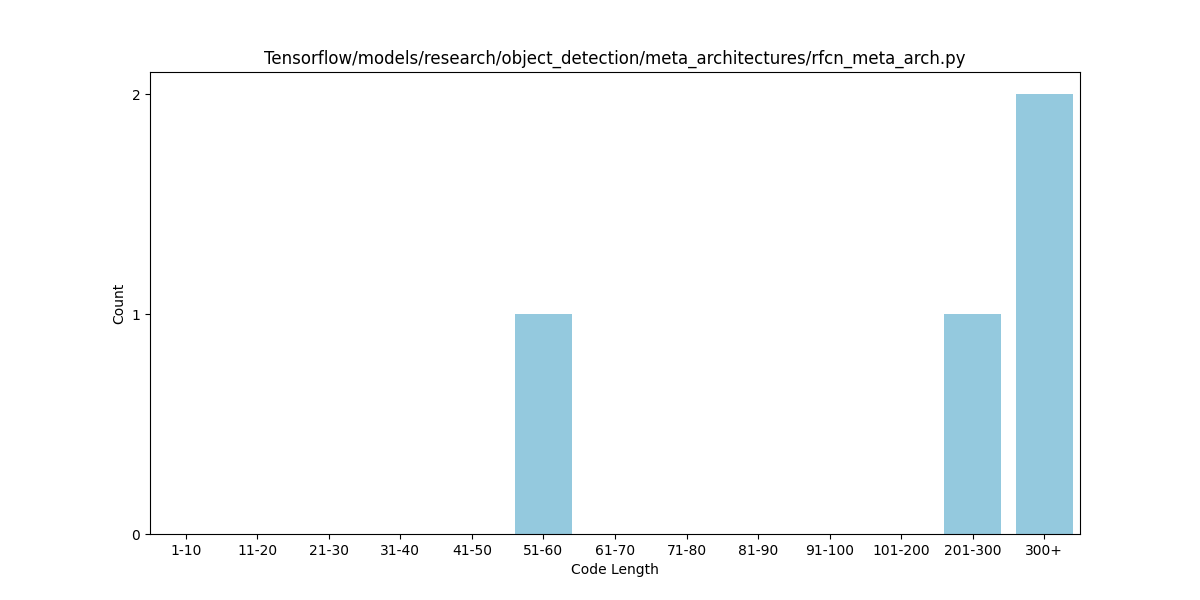 Tensorflow/models/research/object_detection/meta_architectures/rfcn_meta_arch.py
2
1
0
Count
1-10 11-20 21-30 31-40 41-50 51-60 61-70 71-80 81-90 91-100 101-200 201-300 300+
Code Length